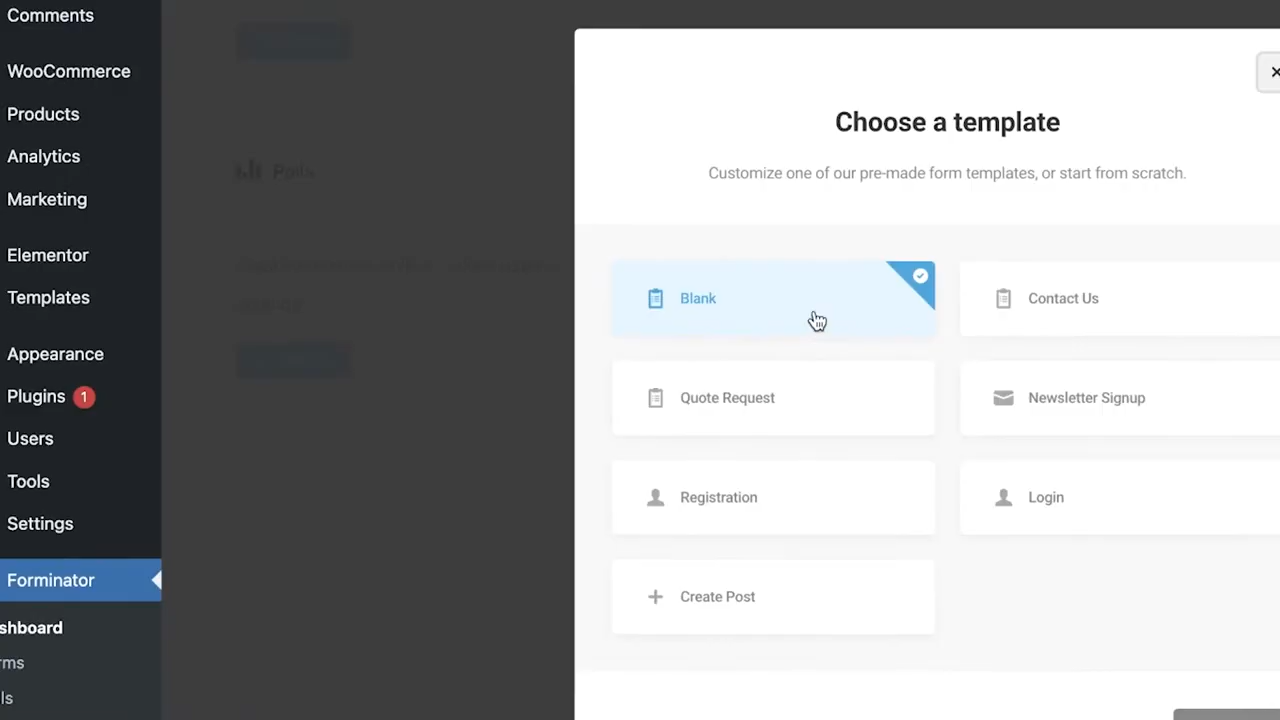 Comments
WooCommerce
Products
Analytics
Marketing
Elementor
Templates
Appearance
Plugins 1
Users
Tools
Settings
Forminator
shboard
rms
ls
Polls
Choose a template
Customize one of our pre-made form templates, or start from scratch.
Blank
Contact Us
Quote Request
Newsletter Signup
Registration
Login
Create Post